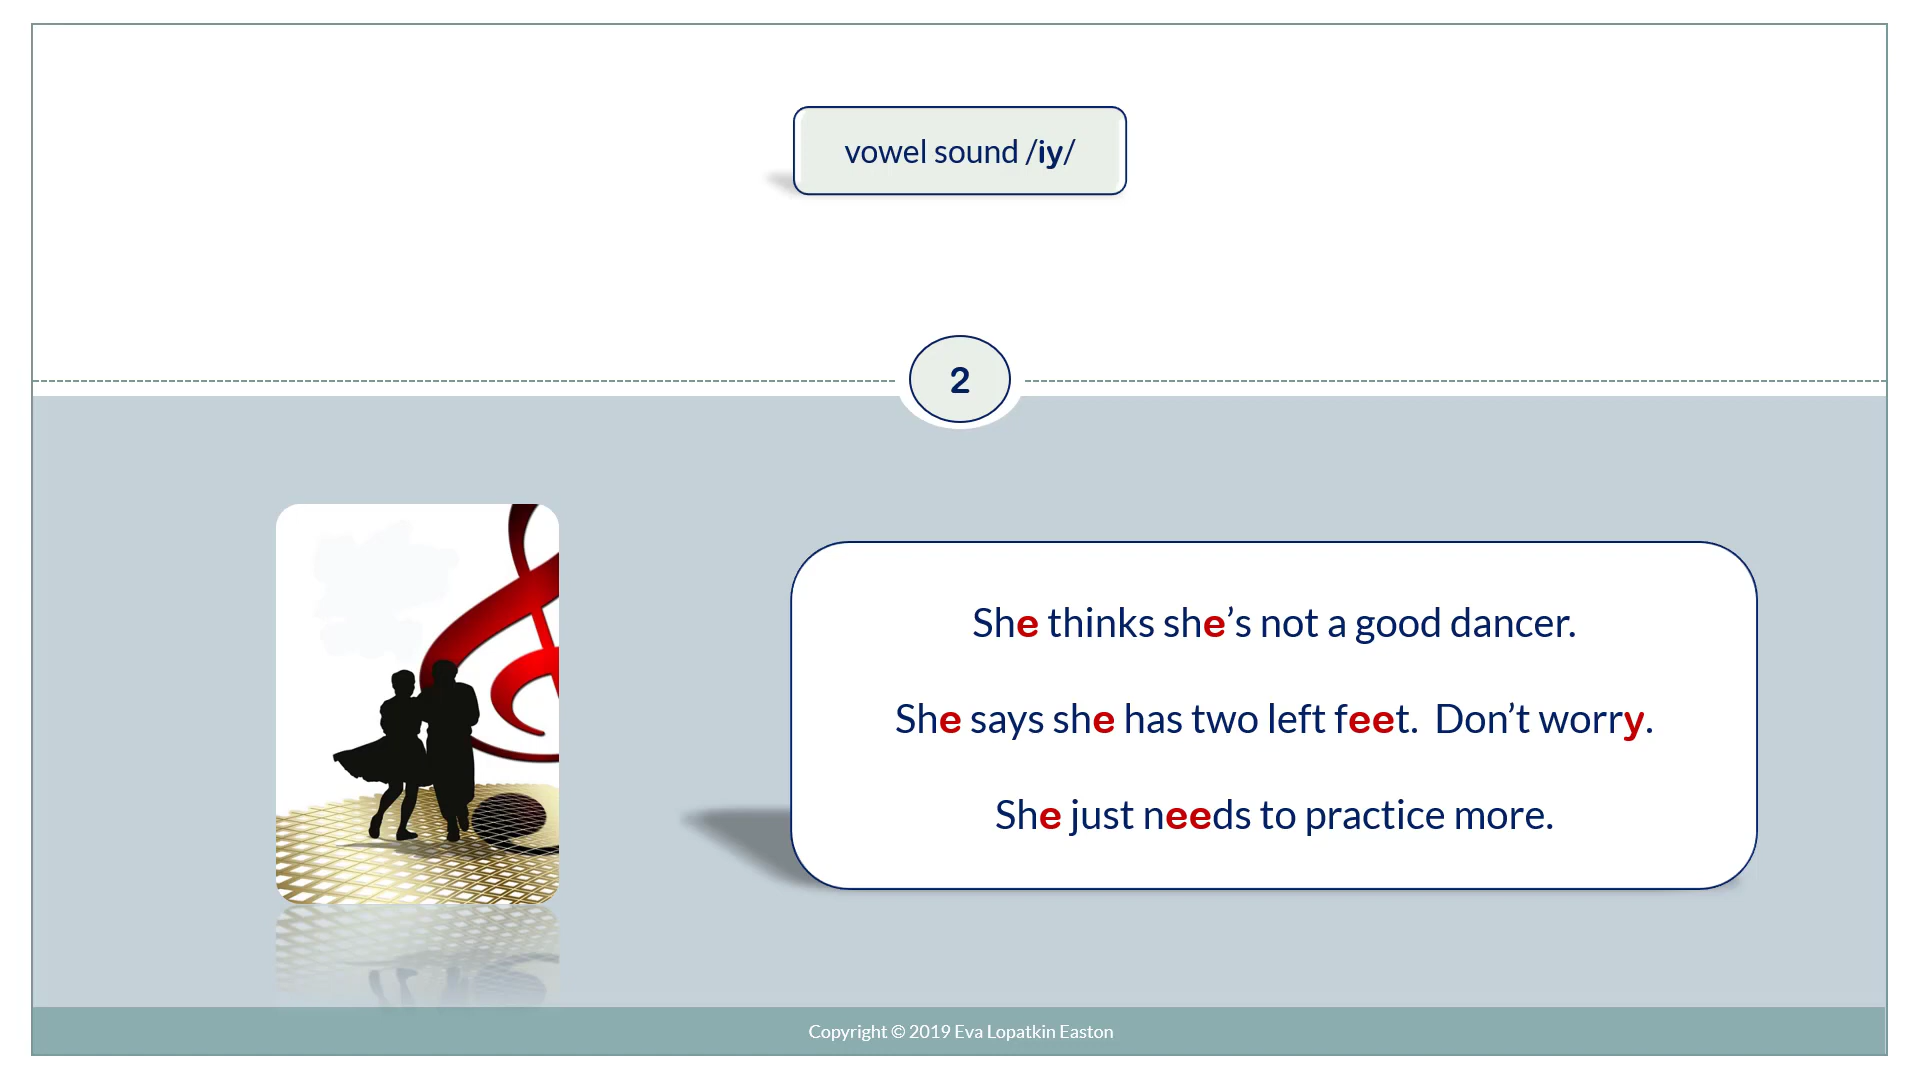 vowel sound /iy/
2
She thinks she’s not a good dancer.
She says she has two left feet.  Don’t worry.
She just needs to practice more.
Copyright © 2019 Eva Lopatkin Easton